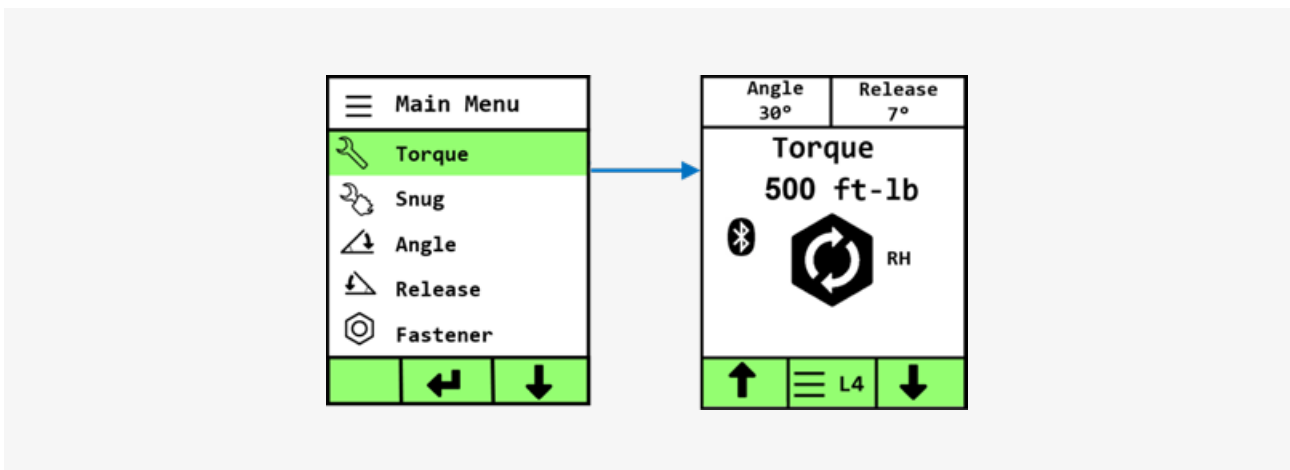 Main Menu
Torque
Snug
Angle
Release
Fastener
Angle
30°
Release
7°
Torque
500 ft-lb
RH
L4